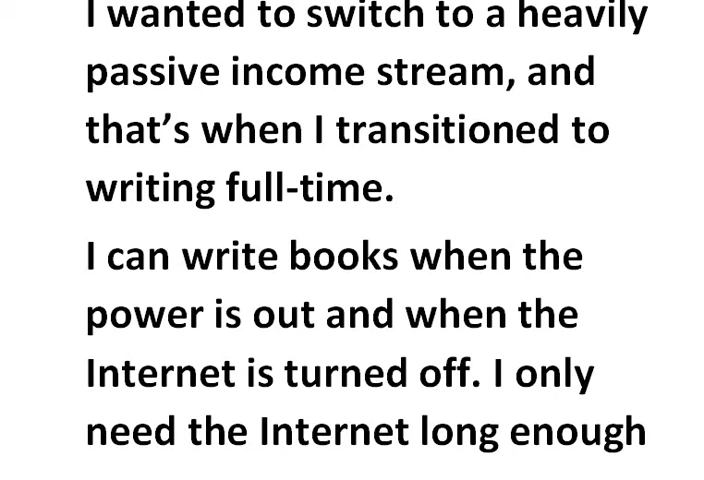 I wanted to switch to a heavily
passive income stream, and
that’s when I transitioned to
writing full-time.
I can write books when the
power is out and when the
Internet is turned off. I only
need the Internet long enough